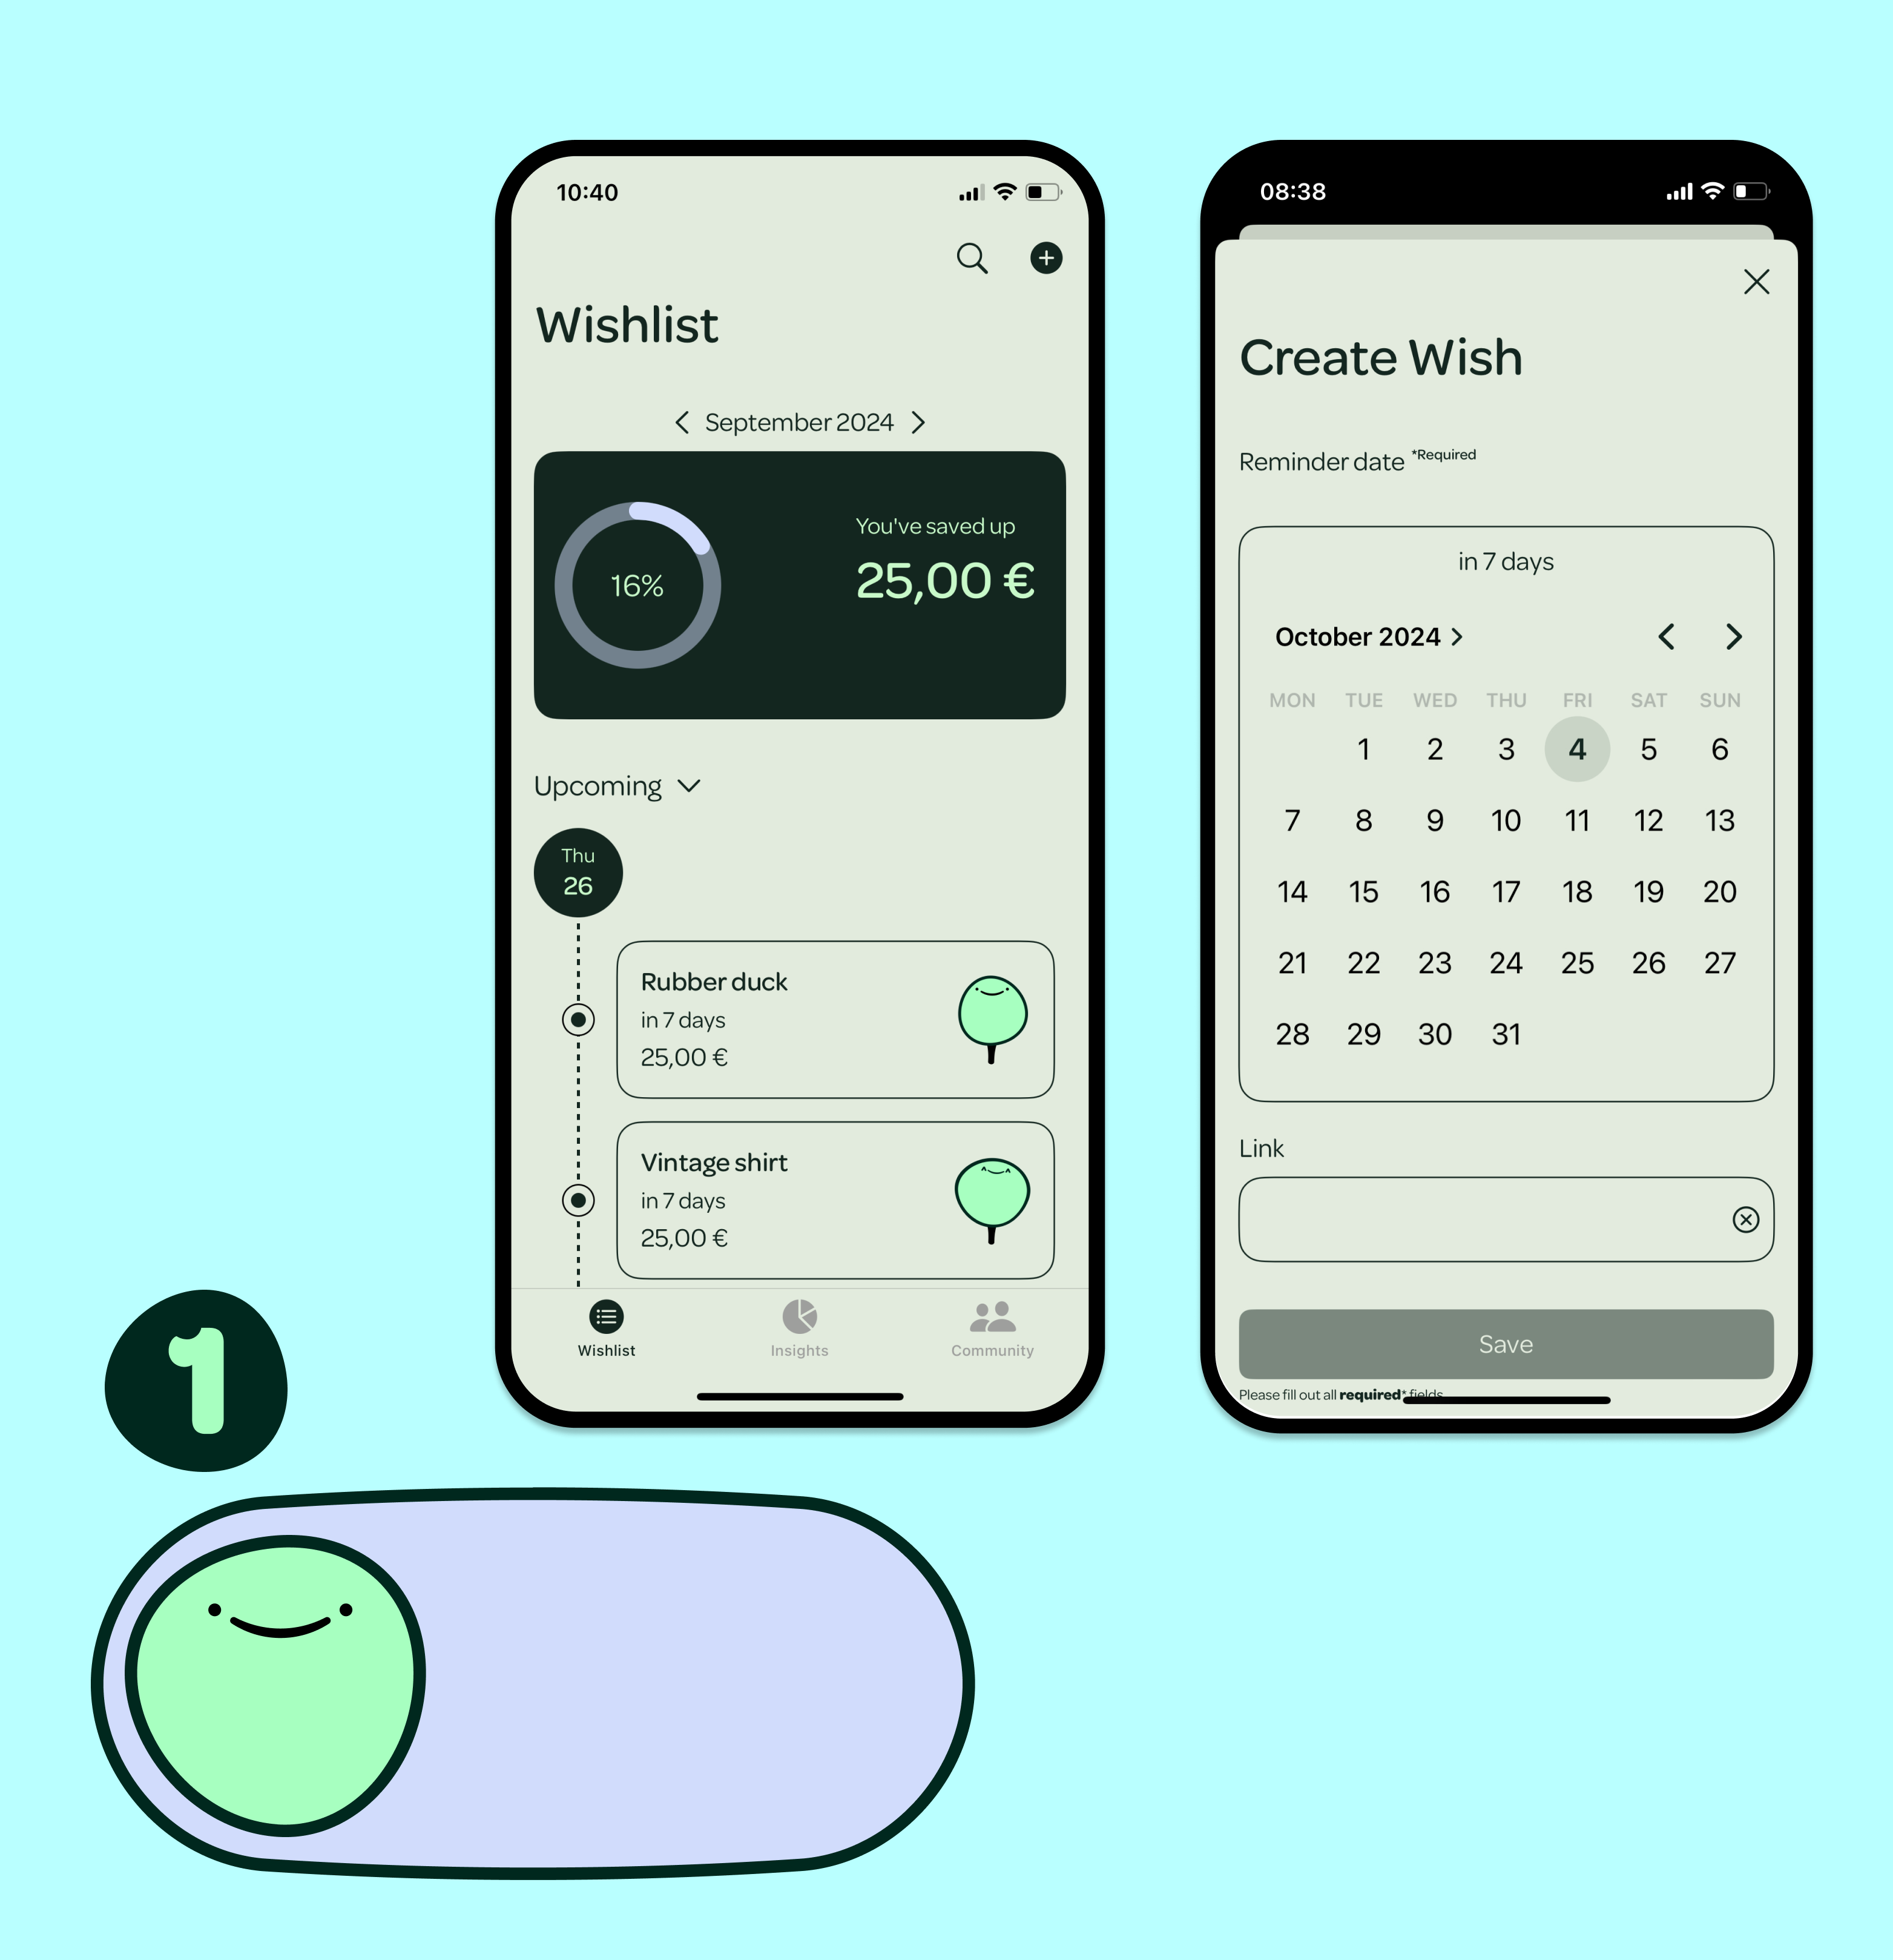 10:40
Wishlist
September 2024
16%
You've saved up
25,00 €
Upcoming
Thu
26
Rubber duck
in 7 days
25,00 €
Vintage shirt
in 7 days
25,00 €
Wishlist
Insights
Community
08:38
Create Wish
Reminder date *Required
in 7 days
October 2024
MON TUE WED THU FRI SAT SUN
1 2 3 4 5 6
7 8 9 10 11 12 13
14 15 16 17 18 19 20
21 22 23 24 25 26 27
28 29 30 31
Link
Save
Please fill out all required* fields
1